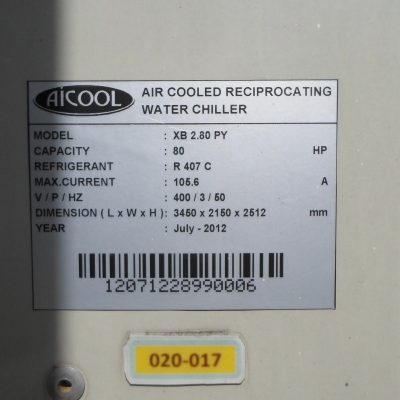 AICOOL AIR COOLED RECIPROCATING
WATER CHILLER
MODEL : XB 2.80 PY
CAPACITY : 80 HP
REFRIGERANT : R 407 C
MAX.CURRENT : 105.6 A
V / P / HZ : 400 / 3 / 50
DIMENSION ( L x W x H ) : 3450 x 2150 x 2512 mm
YEAR : July - 2012
12071228990006
020-017